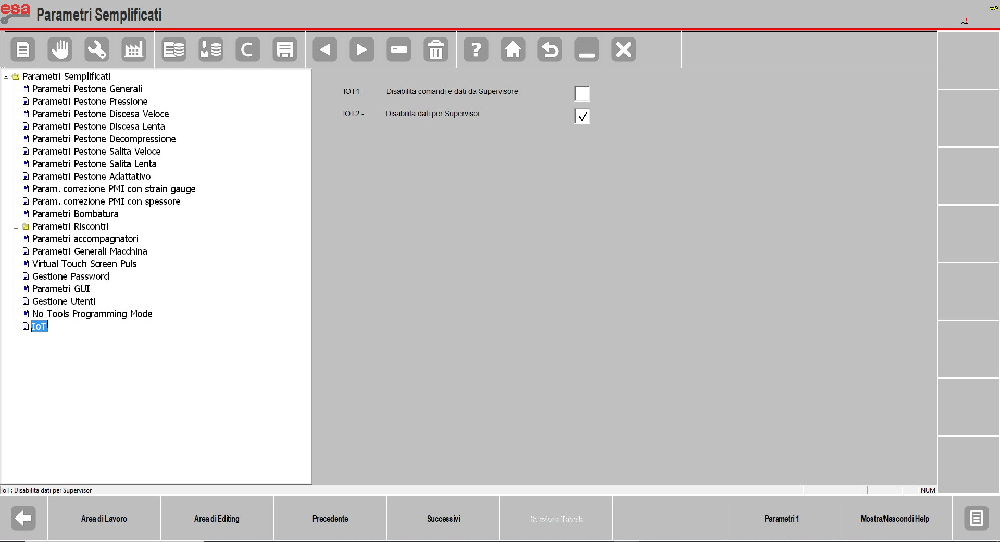 esa
Parametri Semplificati
C
?
Parametri Semplificati
Parametri Pestone Generali
Parametri Pestone Pressione
Parametri Pestone Discesa Veloce
Parametri Pestone Discesa Lenta
Parametri Pestone Decompressione
Parametri Pestone Salita Veloce
Parametri Pestone Salita Lenta
Parametri Pestone Adattativo
Param. correzione PMI con strain gauge
Param. correzione PMI con spessore
Parametri Bombatura
Parametri Riscontri
Parametri accompagnatori
Parametri Generali Macchina
Virtual Touch Screen Puls
Gestione Password
Parametri GUI
Gestione Utenti
No Tools Programming Mode
IoT
IOT1 - Disabilita comandi e dati da Supervisore
IOT2 - Disabilita dati per Supervisor
IoT : Disabilita dati per Supervisor
NUM
Area di Lavoro
Area di Editing
Precedente
Successivi
Seleziona Tabella
Parametri 1
Mostra/Nascondi Help